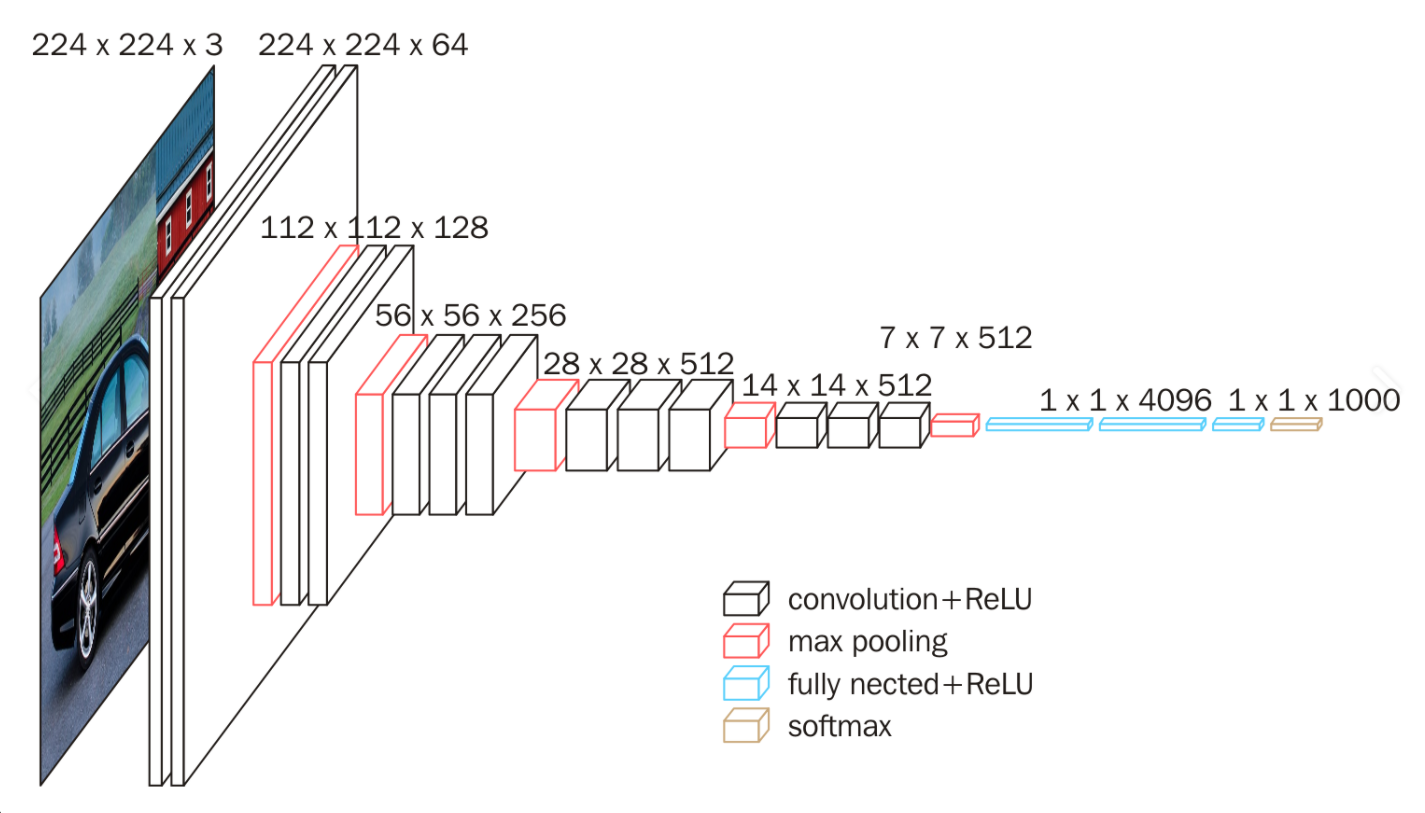 224 x 224 x 3
224 x 224 x 64
112 x 112 x 128
56 x 56 x 256
28 x 28 x 512
14 x 14 x 512
7 x 7 x 512
1 x 1 x 4096
1 x 1 x 1000
convolution+ReLU
max pooling
fully nected+ReLU
softmax